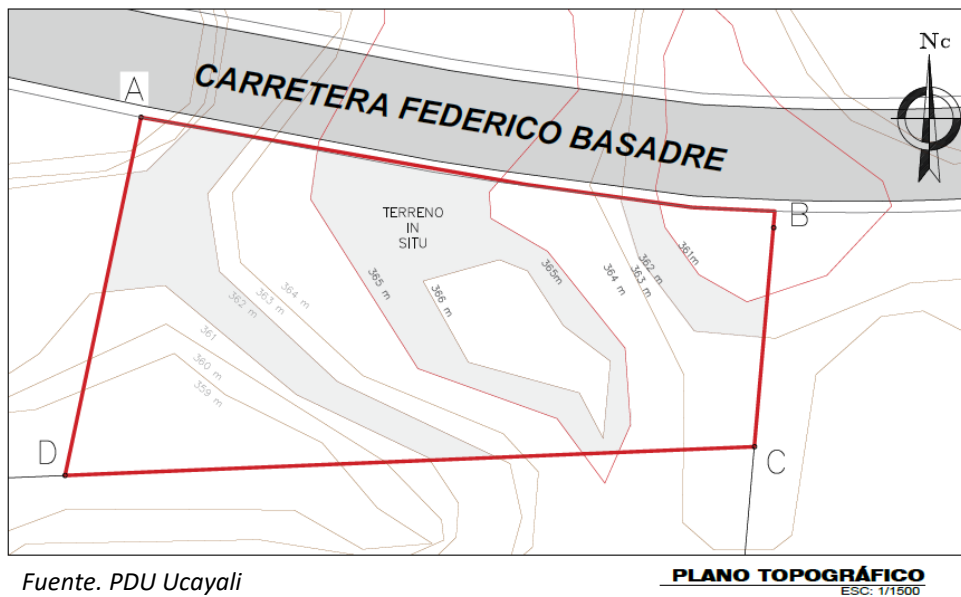 Nc
A
CARRETERA FEDERICO BASADRE
B
TERRENO
IN
SITU
365 m
366 m
365m
364 m
363 m
362 m
361m
364 m
363 m
362 m
361
360 m
359 m
D
C
Fuente. PDU Ucayali
PLANO TOPOGRÁFICO
ESC: 1/1500